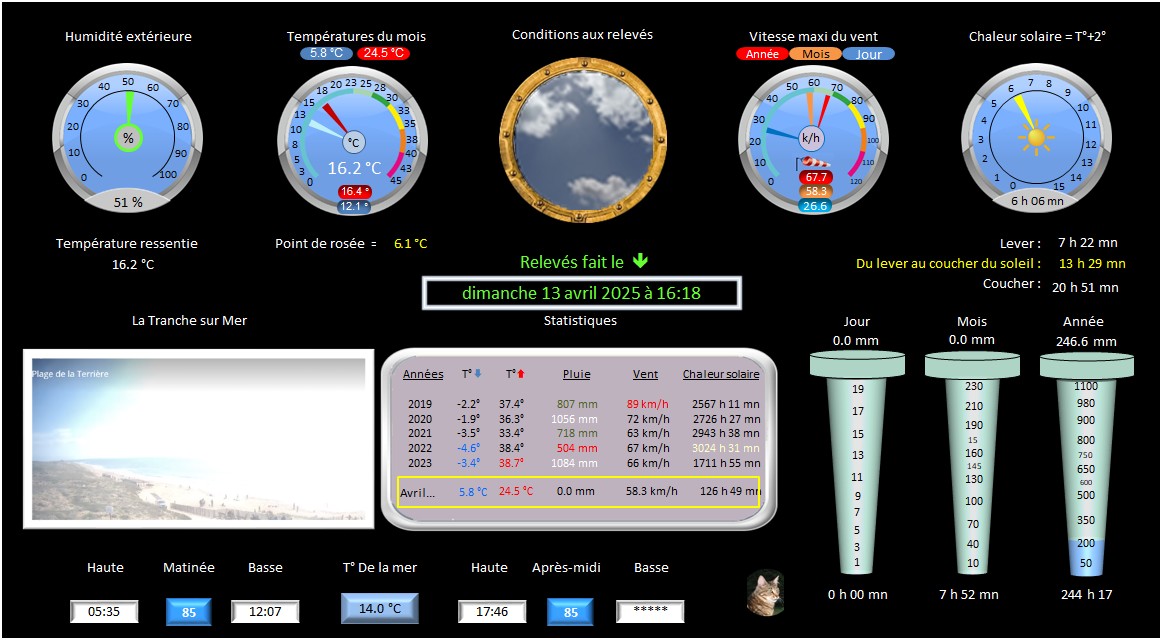 Humidité extérieure
0 10 20 30 40 50 60 70 80 90 100
%
51 %
Températures du mois
5.8 °C 24.5 °C
0 3 5 8 10 13 15 18 20 23 25 28 30 33 35 38 40 43 45
°C
16.2 °C
16.4 °
12.1 °
Conditions aux relevés
Vitesse maxi du vent
Année Mois Jour
0 10 20 30 40 50 60 70 80 90 100 110 120
k/h
67.7
58.3
26.6
Chaleur solaire = T°+2°
0 1 2 3 4 5 6 7 8 9 10 11 12 13 14 15
6 h 06 mn
Température ressentie
16.2 °C
Point de rosée = 6.1 °C
Relevés fait le
dimanche 13 avril 2025 à 16:18
Lever : 7 h 22 mn
Du lever au coucher du soleil : 13 h 29 mn
Coucher : 20 h 51 mn
La Tranche sur Mer
Plage de la Terrière
Statistiques
Années T° T° Pluie Vent Chaleur solaire
2019 -2.2° 37.4° 807 mm 89 km/h 2567 h 11 mn
2020 -1.9° 36.3° 1056 mm 72 km/h 2726 h 27 mn
2021 -3.5° 33.4° 718 mm 63 km/h 2943 h 38 mn
2022 -4.6° 38.4° 504 mm 67 km/h 3024 h 31 mn
2023 -3.4° 38.7° 1084 mm 66 km/h 1711 h 55 mn
Avril... 5.8 °C 24.5 °C 0.0 mm 58.3 km/h 126 h 49 mn
Jour
0.0 mm
19
17
15
13
11
9
7
5
3
1
0 h 00 mn
Mois
0.0 mm
230
210
190
15
160
145
130
100
70
40
10
7 h 52 mn
Année
246.6 mm
1100
980
900
800
750
650
600
500
350
200
50
244 h 17
Haute Matinée Basse
05:35 85 12:07
T° De la mer
14.0 °C
Haute Après-midi Basse
17:46 85 *****